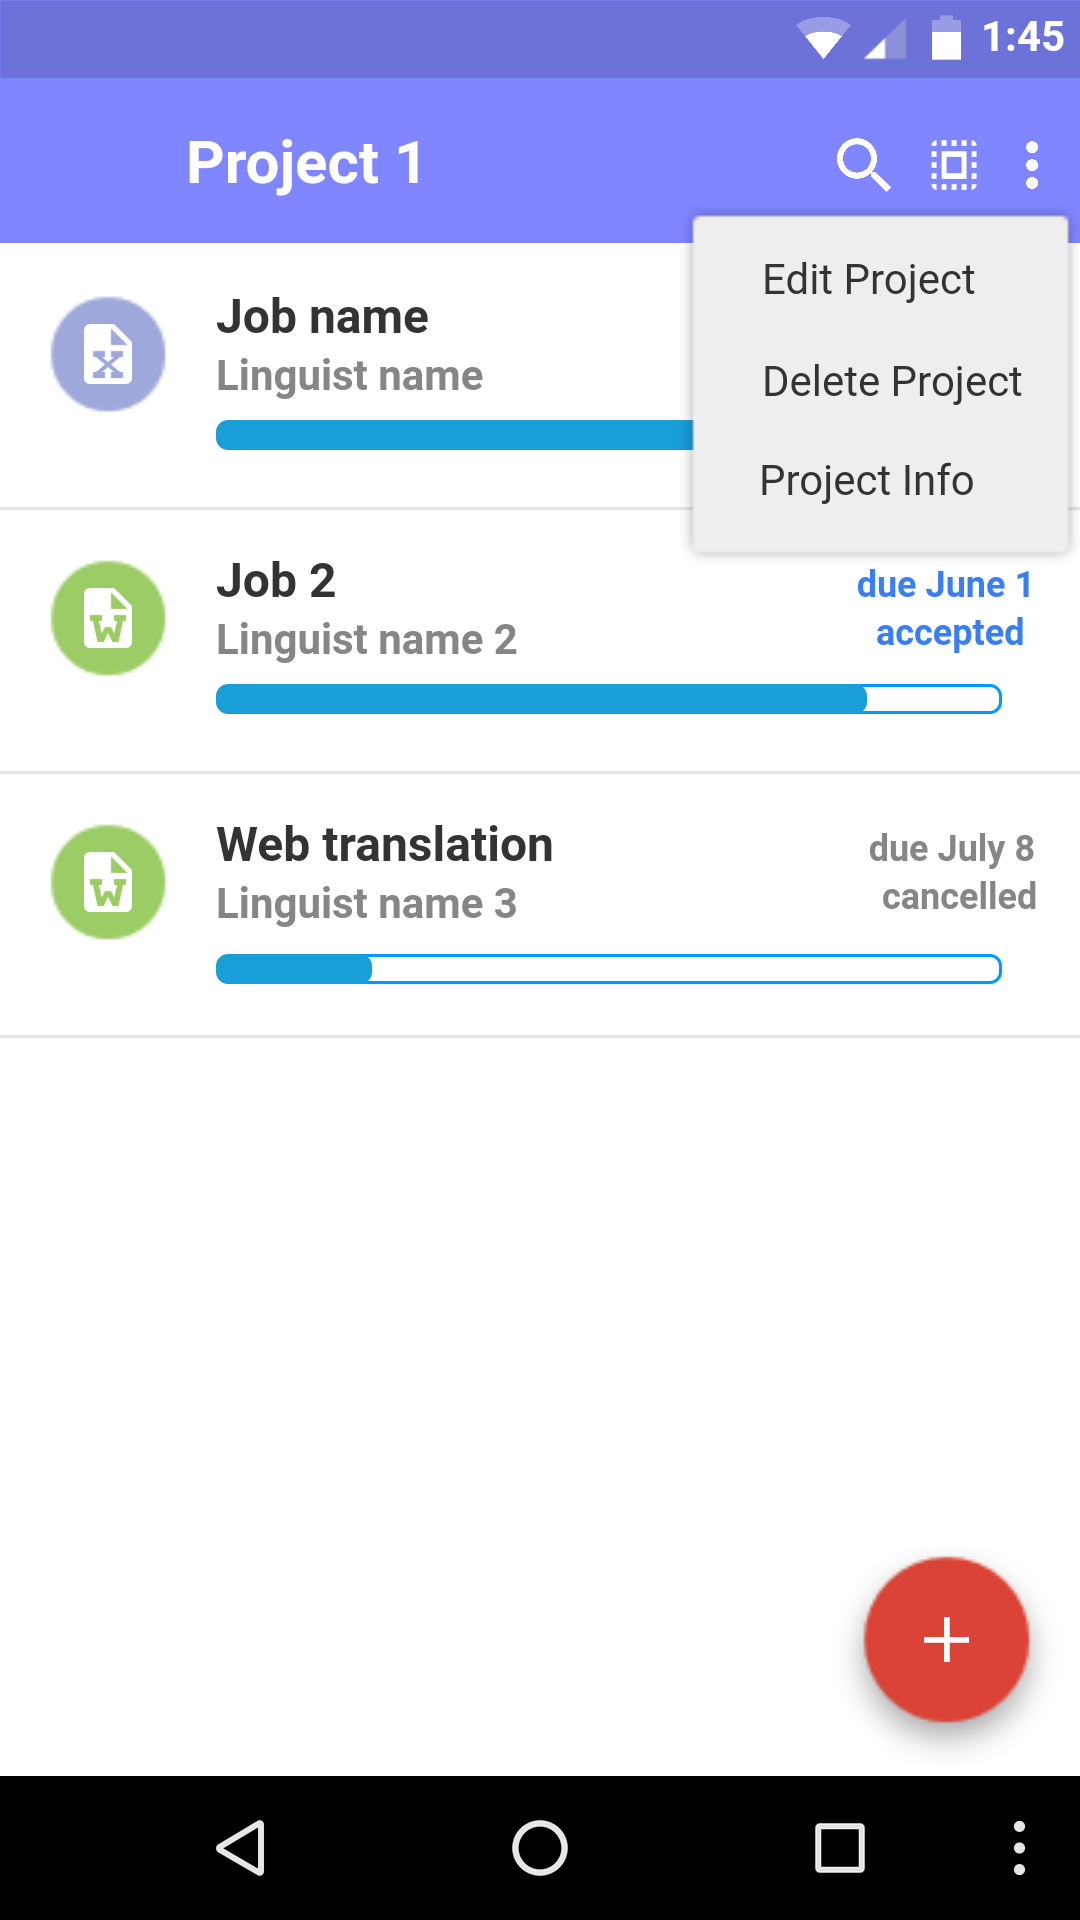 1:45
Project 1
Edit Project
Delete Project
Project Info
Job name
Linguist name
Job 2
Linguist name 2
due June 1
accepted
Web translation
Linguist name 3
due July 8
cancelled